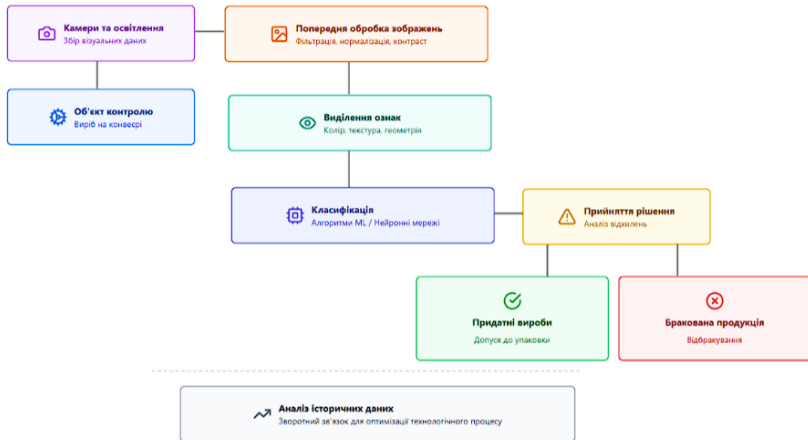 Камери та освітлення
Збір візуальних даних
Попередня обробка зображень
Фільтрація, нормалізація, контраст
Об'єкт контролю
Виріб на конвеєрі
Виділення ознак
Колір, текстура, геометрія
Класифікація
Алгоритми ML / Нейронні мережі
Прийняття рішення
Аналіз відхилень
Придатні вироби
Допуск до упаковки
Бракована продукція
Відбракування
Аналіз історичних даних
Зворотний зв'язок для оптимізації технологічного процесу